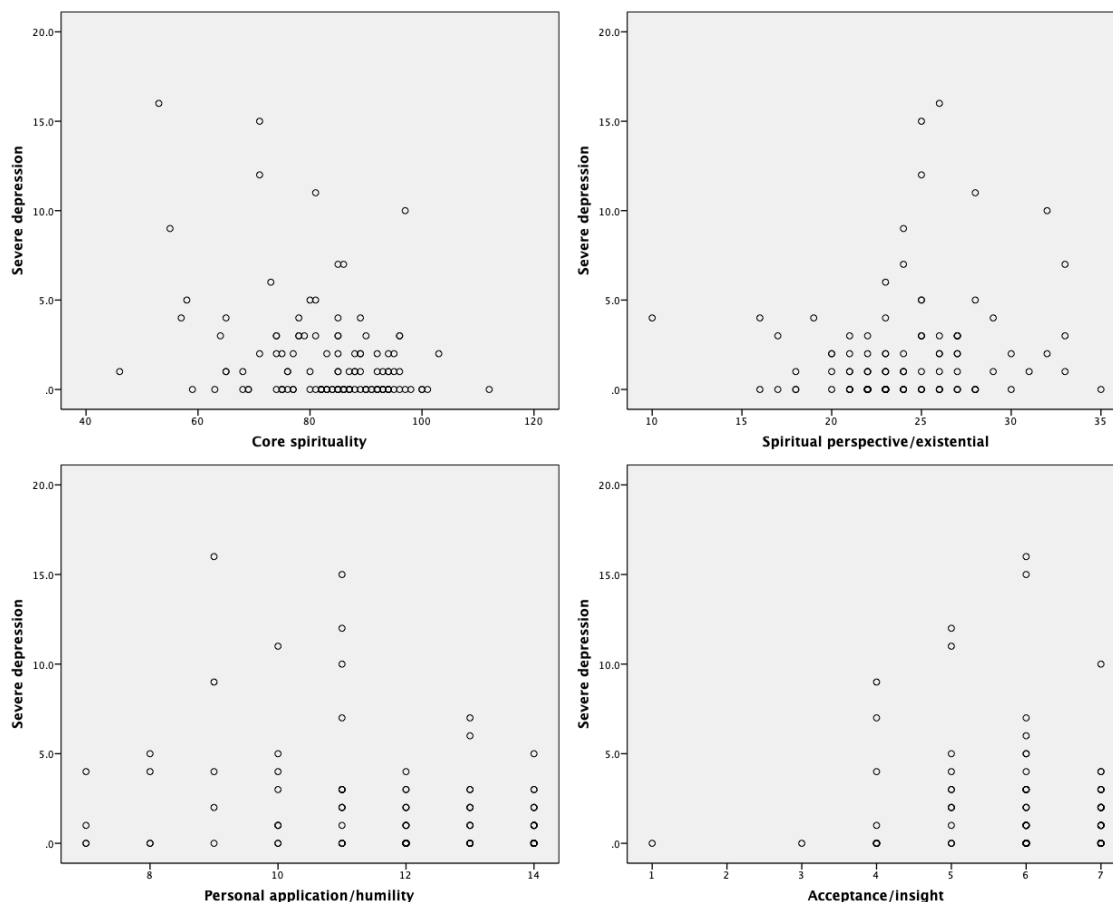 20.0
15.0
10.0
5.0
.0
Severe depression
40 60 80 100 120
Core spirituality
20.0
15.0
10.0
5.0
.0
Severe depression
10 15 20 25 30 35
Spiritual perspective/existential
20.0
15.0
10.0
5.0
.0
Severe depression
8 10 12 14
Personal application/humility
20.0
15.0
10.0
5.0
.0
Severe depression
1 2 3 4 5 6 7
Acceptance/insight